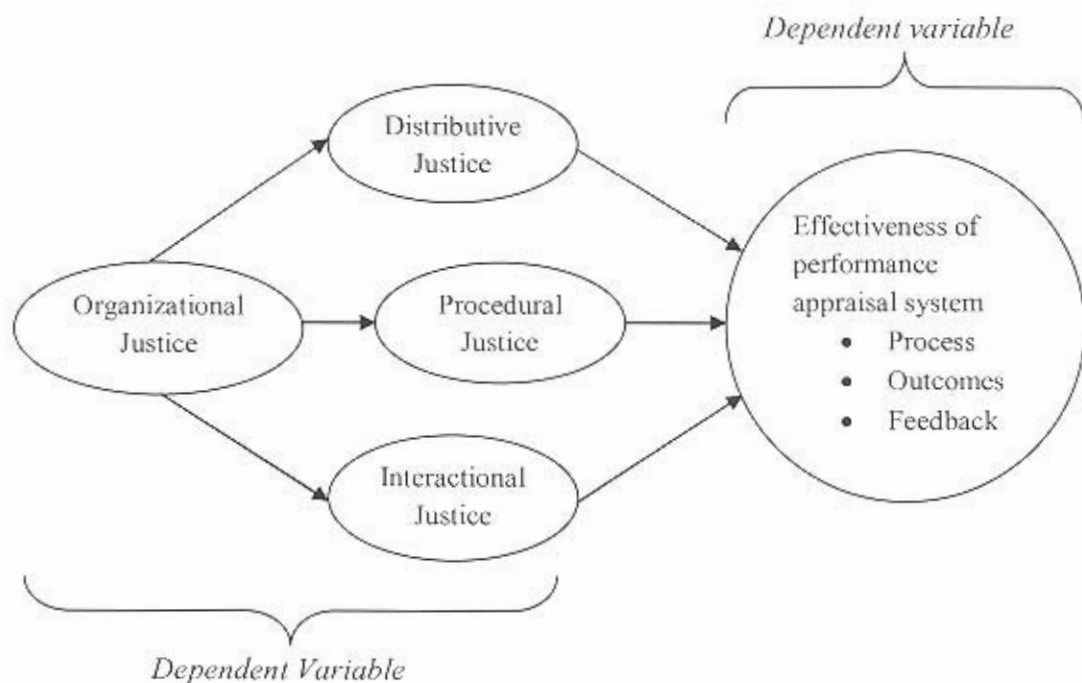 Dependent variable
Distributive
Justice
Organizational
Justice
Procedural
Justice
Interactional
Justice
Effectiveness of
performance
appraisal system
• Process
• Outcomes
• Feedback
Dependent Variable